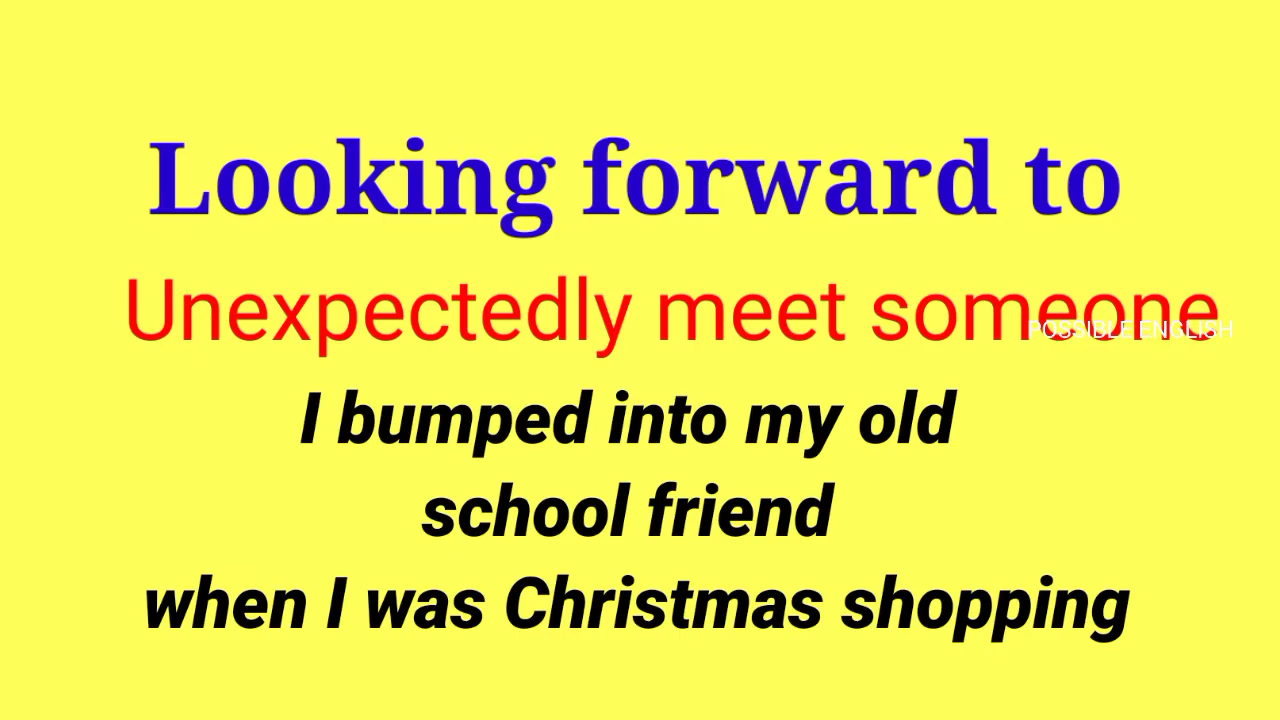 Looking forward to
Unexpectedly meet someone
POSSIBLE ENGLISH
I bumped into my old
school friend
when I was Christmas shopping